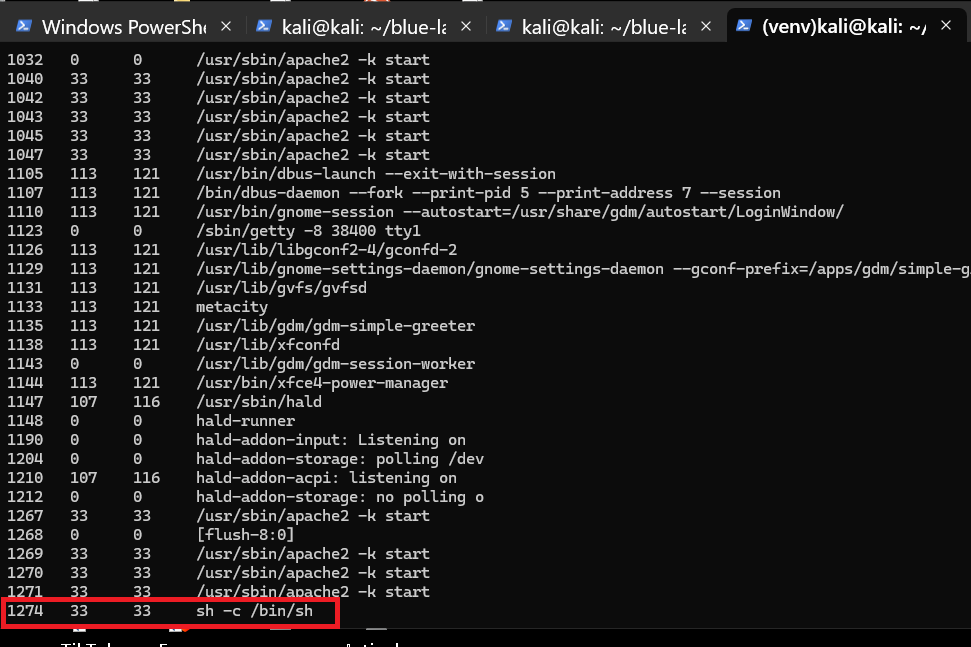 Windows PowerShe
kali@kali: ~/blue-la
kali@kali: ~/blue-la
(venv)kali@kali: ~/
1032 0 0 /usr/sbin/apache2 -k start
1040 33 33 /usr/sbin/apache2 -k start
1042 33 33 /usr/sbin/apache2 -k start
1043 33 33 /usr/sbin/apache2 -k start
1045 33 33 /usr/sbin/apache2 -k start
1047 33 33 /usr/sbin/apache2 -k start
1105 113 121 /usr/bin/dbus-launch --exit-with-session
1107 113 121 /bin/dbus-daemon --fork --print-pid 5 --print-address 7 --session
1110 113 121 /usr/bin/gnome-session --autostart=/usr/share/gdm/autostart/LoginWindow/
1123 0 0 /sbin/getty -8 38400 tty1
1126 113 121 /usr/lib/libgconf2-4/gconfd-2
1129 113 121 /usr/lib/gnome-settings-daemon/gnome-settings-daemon --gconf-prefix=/apps/gdm/simple-g
1131 113 121 /usr/lib/gvfs/gvfsd
1133 113 121 metacity
1135 113 121 /usr/lib/gdm/gdm-simple-greeter
1138 113 121 /usr/lib/xfconfd
1143 0 0 /usr/lib/gdm/gdm-session-worker
1144 113 121 /usr/bin/xfce4-power-manager
1147 107 116 /usr/sbin/hald
1148 0 0 hald-runner
1190 0 0 hald-addon-input: Listening on
1204 0 0 hald-addon-storage: polling /dev
1210 107 116 hald-addon-acpi: listening on
1212 0 0 hald-addon-storage: no polling o
1267 33 33 /usr/sbin/apache2 -k start
1268 0 0 [flush-8:0]
1269 33 33 /usr/sbin/apache2 -k start
1270 33 33 /usr/sbin/apache2 -k start
1271 33 33 /usr/sbin/apache2 -k start
1274 33 33 sh -c /bin/sh